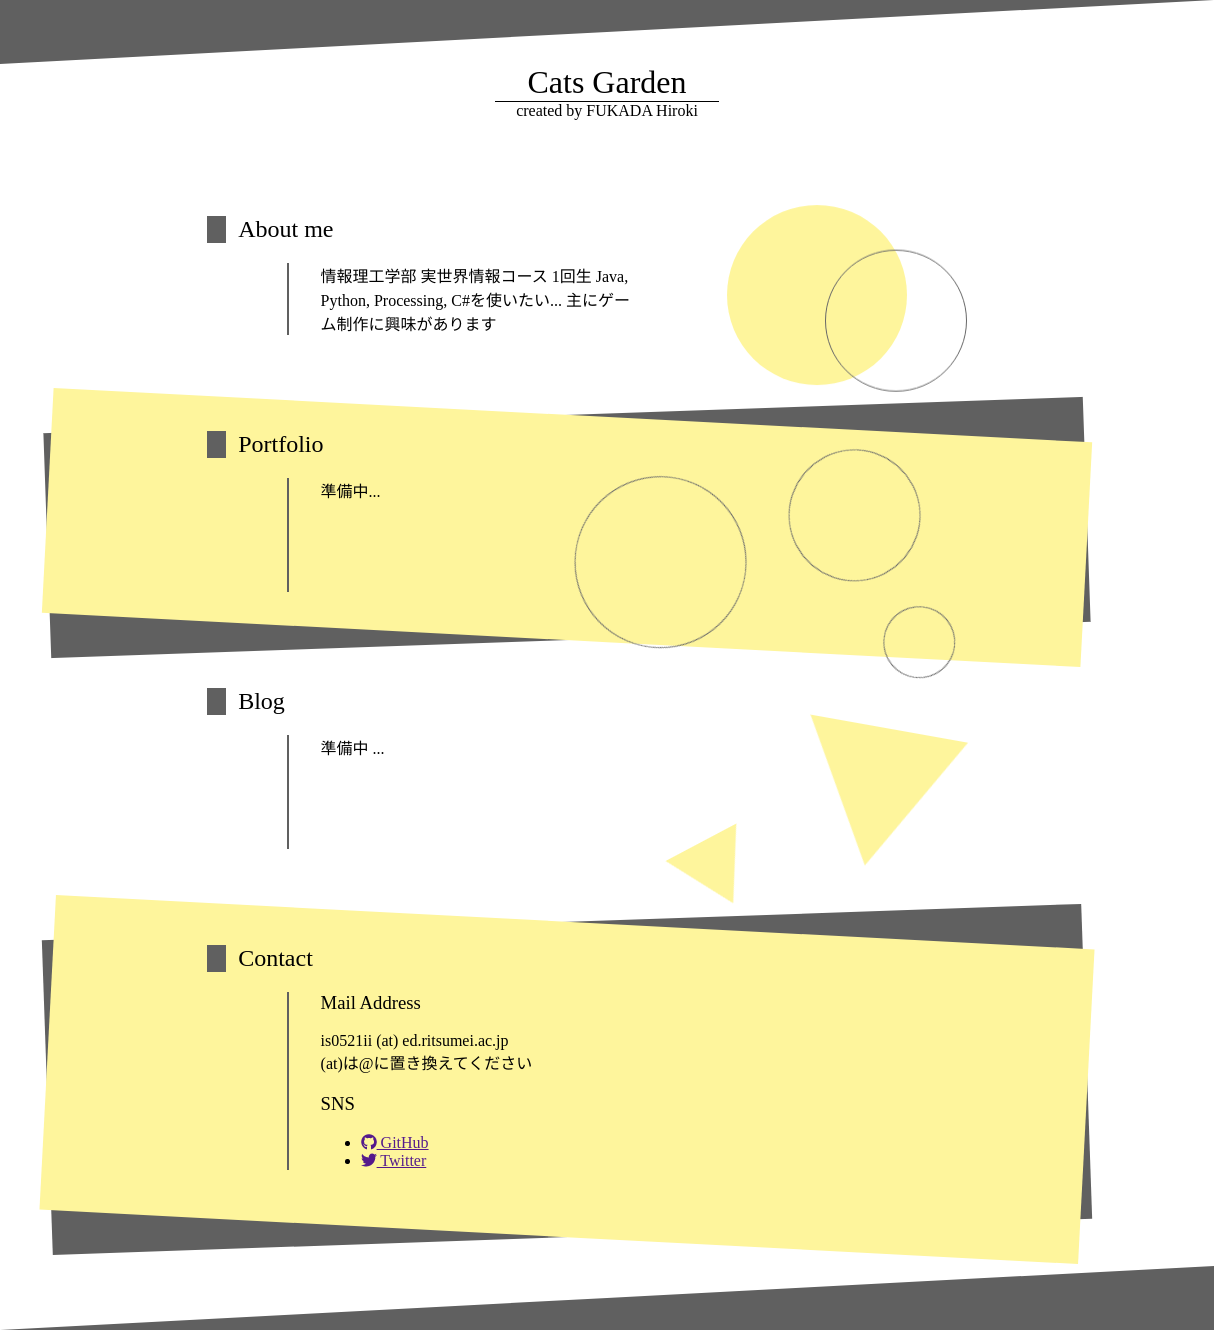 Cats Garden
created by FUKADA Hiroki
About me
情報理工学部 実世界情報コース 1回生 Java,
Python, Processing, C#を使いたい... 主にゲー
ム制作に興味があります
Portfolio
準備中...
Blog
準備中 ...
Contact
Mail Address
is0521ii (at) ed.ritsumei.ac.jp
(at)は@に置き換えてください
SNS
GitHub
Twitter